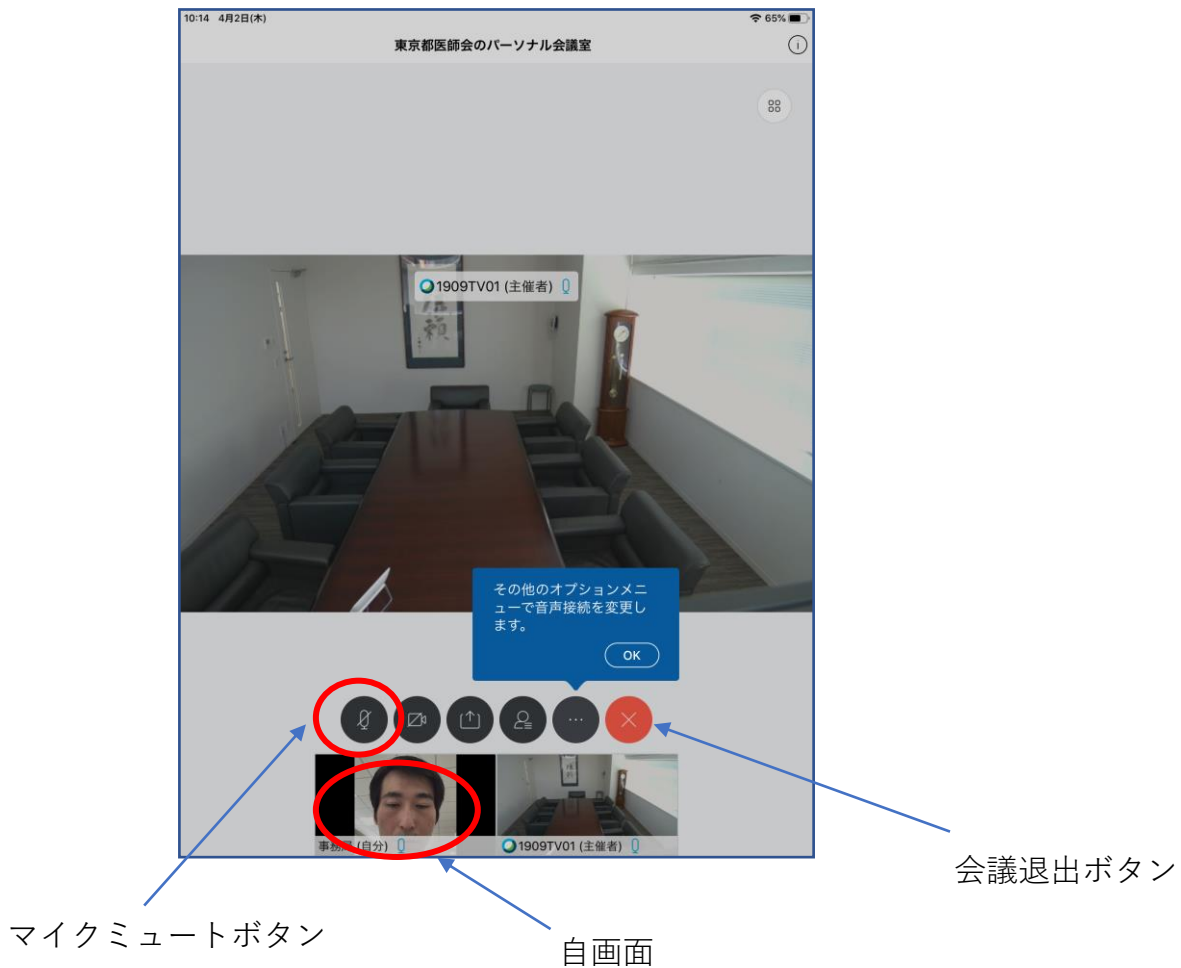 10:14 4月2日(木)
65%
東京都医師会のパーソナル会議室
1909TV01 (主催者)
その他のオプションメニ
ューで音声接続を変更し
ます。
OK
(自分)
1909TV01 (主催者)
会議退出ボタン
マイクミュートボタン
自画面